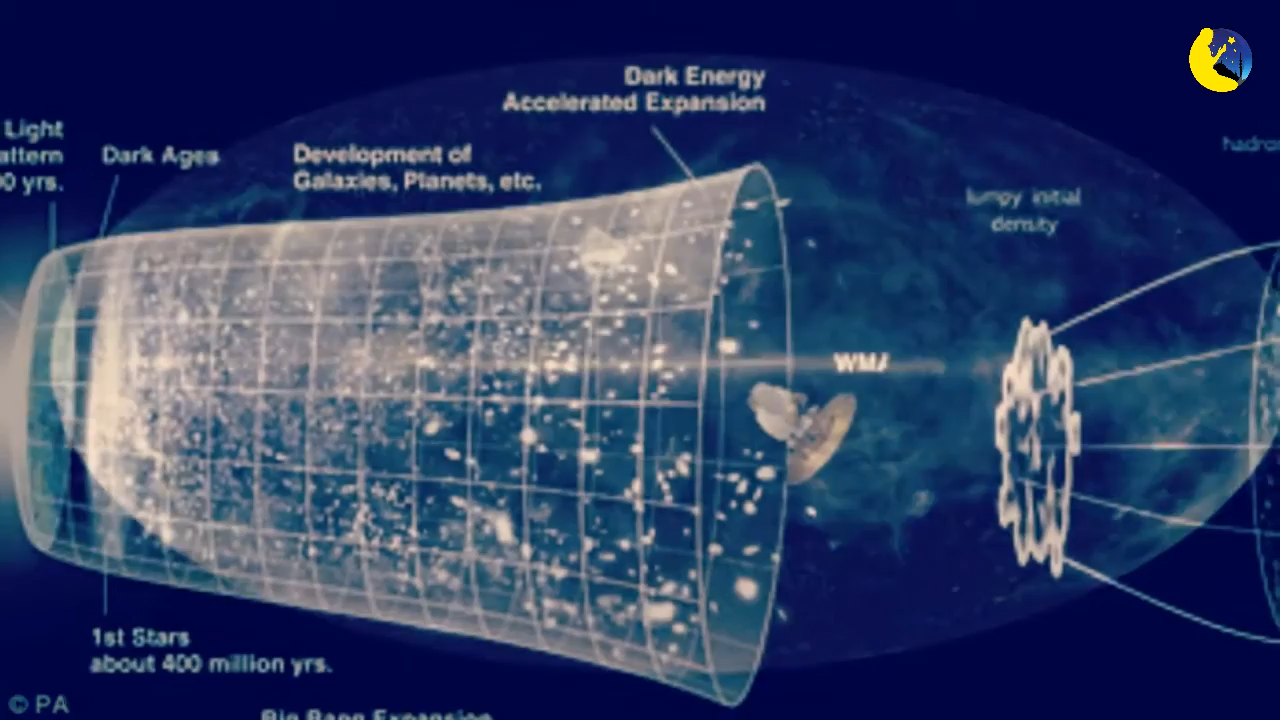 Dark Energy
Accelerated Expansion
Light
attern
0 yrs.
Dark Ages
Development of
Galaxies, Planets, etc.
hadro
lumpy initial
density
1st Stars
about 400 million yrs.
© PA
Big Bang Expansion